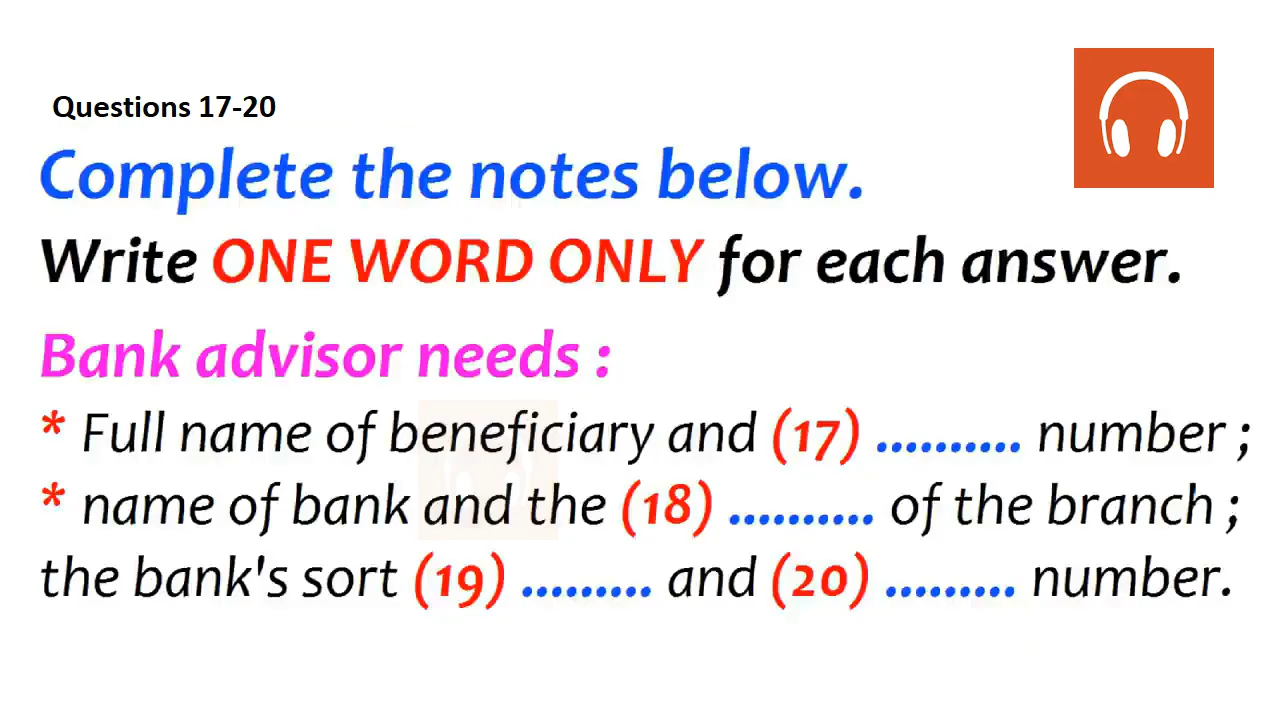 Questions 17-20
Complete the notes below.
Write ONE WORD ONLY for each answer.
Bank advisor needs :
* Full name of beneficiary and (17) .......... number ;
* name of bank and the (18) .......... of the branch ;
the bank's sort (19) ......... and (20) ......... number.